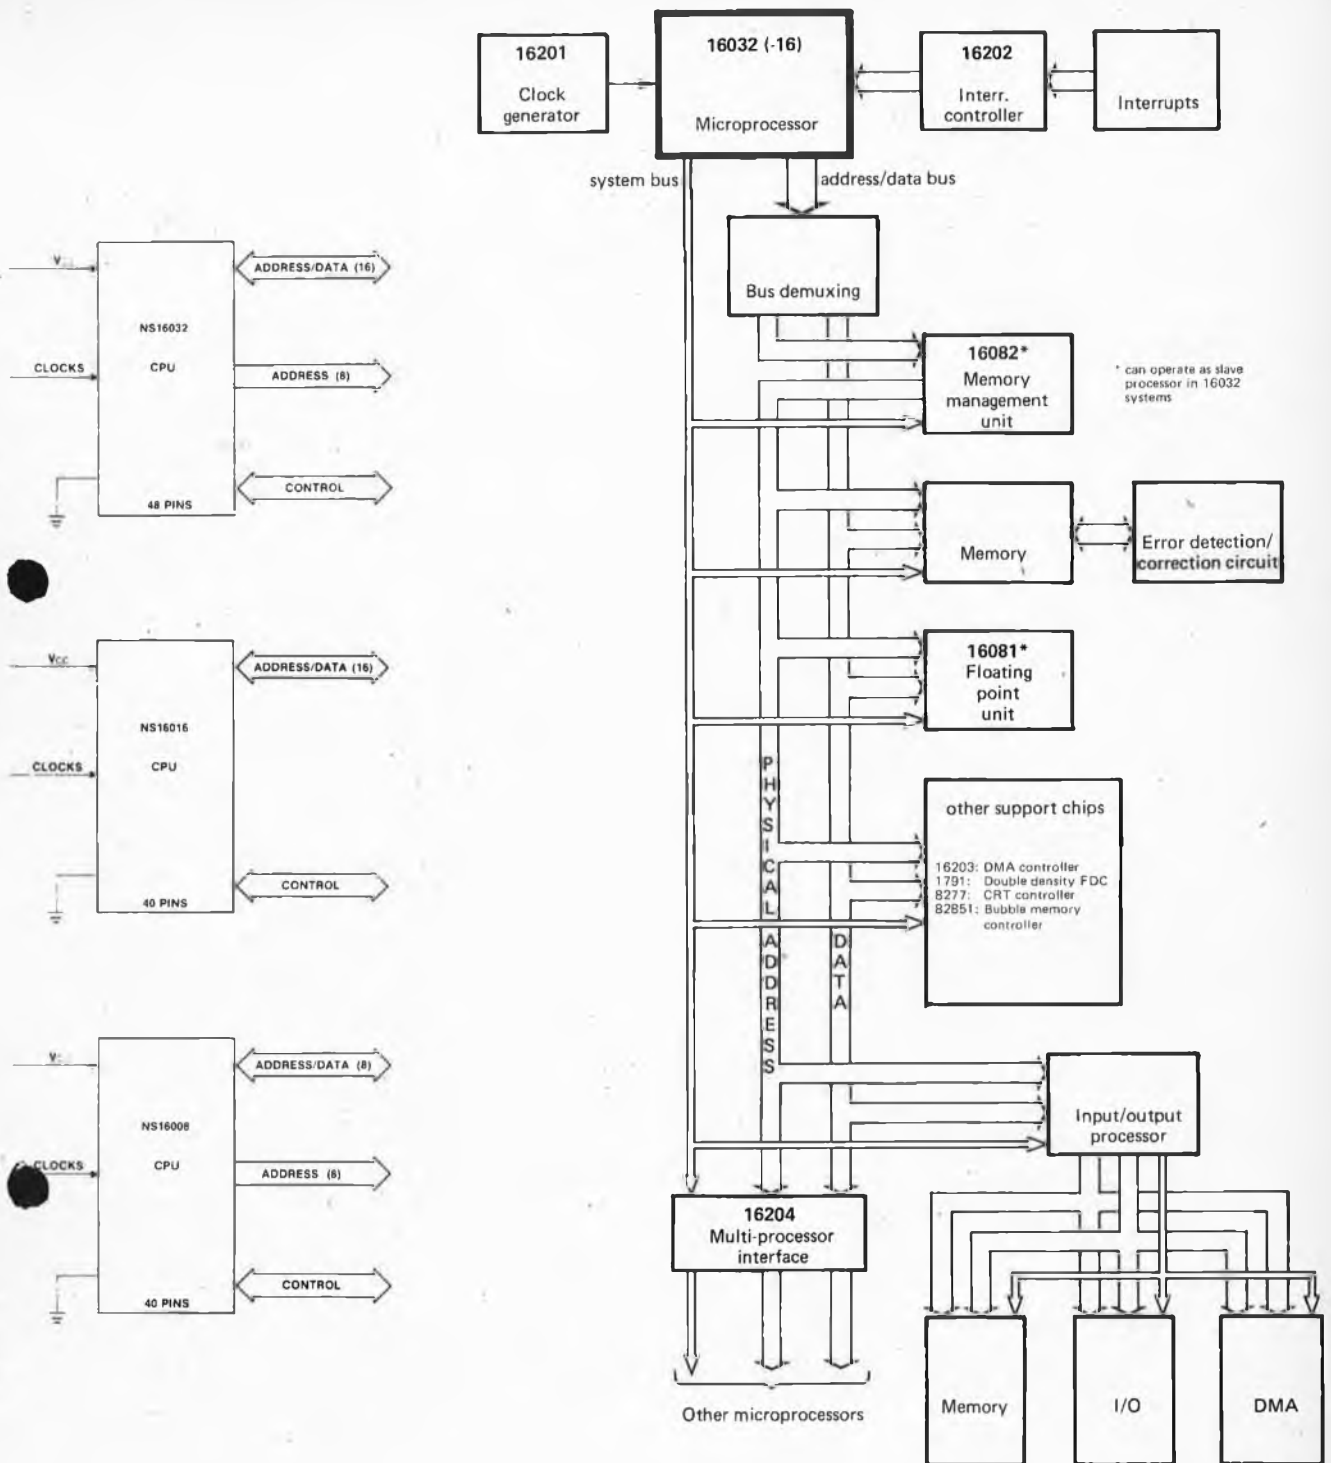 16201
Clock
generator
16032 (-16)
Microprocessor
16202
Interr.
controller
Interrupts
system bus
address/data bus
Bus demuxing
16082*
Memory
management
unit
* can operate as slave
processor in 16032
systems
Memory
Error detection/
correction circuit
16081*
Floating
point
unit
PHYSICAL ADDRESS
DATA
other support chips
16203: DMA controller
1791: Double density FDC
8277: CRT controller
82851: Bubble memory
controller
Input/output
processor
16204
Multi-processor
interface
Other microprocessors
Memory
I/O
DMA
ADDRESS/DATA (16)
NS16032
CLOCKS
CPU
ADDRESS (8)
CONTROL
48 PINS
VCC
ADDRESS/DATA (16)
NS16016
CLOCKS
CPU
CONTROL
40 PINS
ADDRESS/DATA (8)
NS16008
CLOCKS
CPU
ADDRESS (8)
CONTROL
40 PINS